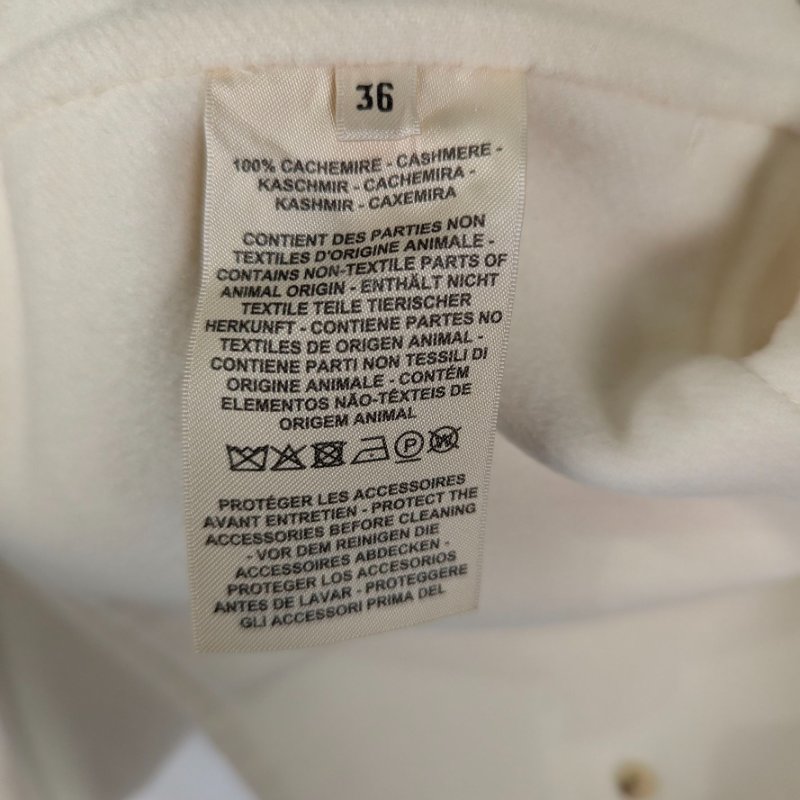 36
100% CACHEMIRE - CASHMERE -
KASCHMIR - CACHEMIRA -
KASHMIR - CAXEMIRA
CONTIENT DES PARTIES NON
TEXTILES D'ORIGINE ANIMALE -
CONTAINS NON-TEXTILE PARTS OF
ANIMAL ORIGIN - ENTHÄLT NICHT
TEXTILE TEILE TIERISCHER
HERKUNFT - CONTIENE PARTES NO
TEXTILES DE ORIGEN ANIMAL -
CONTIENE PARTI NON TESSILI DI
ORIGINE ANIMALE - CONTÉM
ELEMENTOS NÃO-TÉXTEIS DE
ORIGEM ANIMAL
P W
PROTÉGER LES ACCESSOIRES
AVANT ENTRETIEN - PROTECT THE
ACCESSORIES BEFORE CLEANING
- VOR DEM REINIGEN DIE
ACCESSOIRES ABDECKEN -
PROTEGER LOS ACCESORIOS
ANTES DE LAVAR - PROTEGGERE
GLI ACCESSORI PRIMA DEL